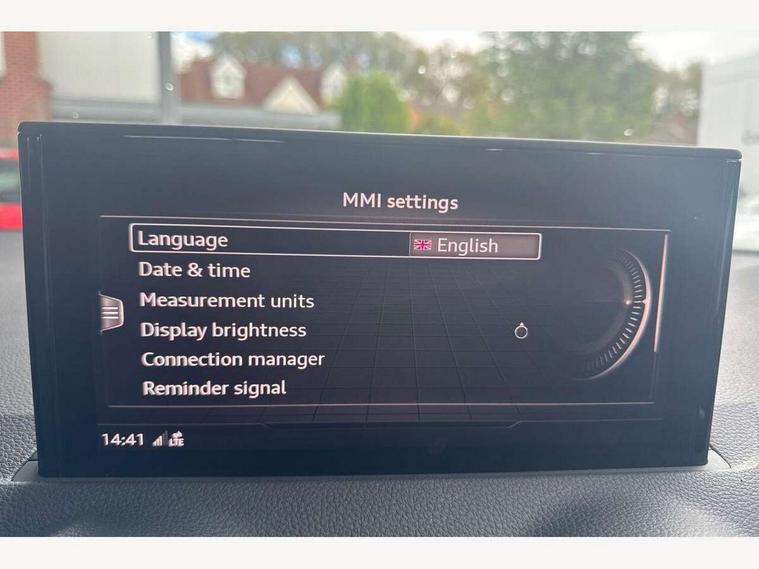 MMI settings
Language English
Date & time
Measurement units
Display brightness
Connection manager
Reminder signal
14:41 LTE